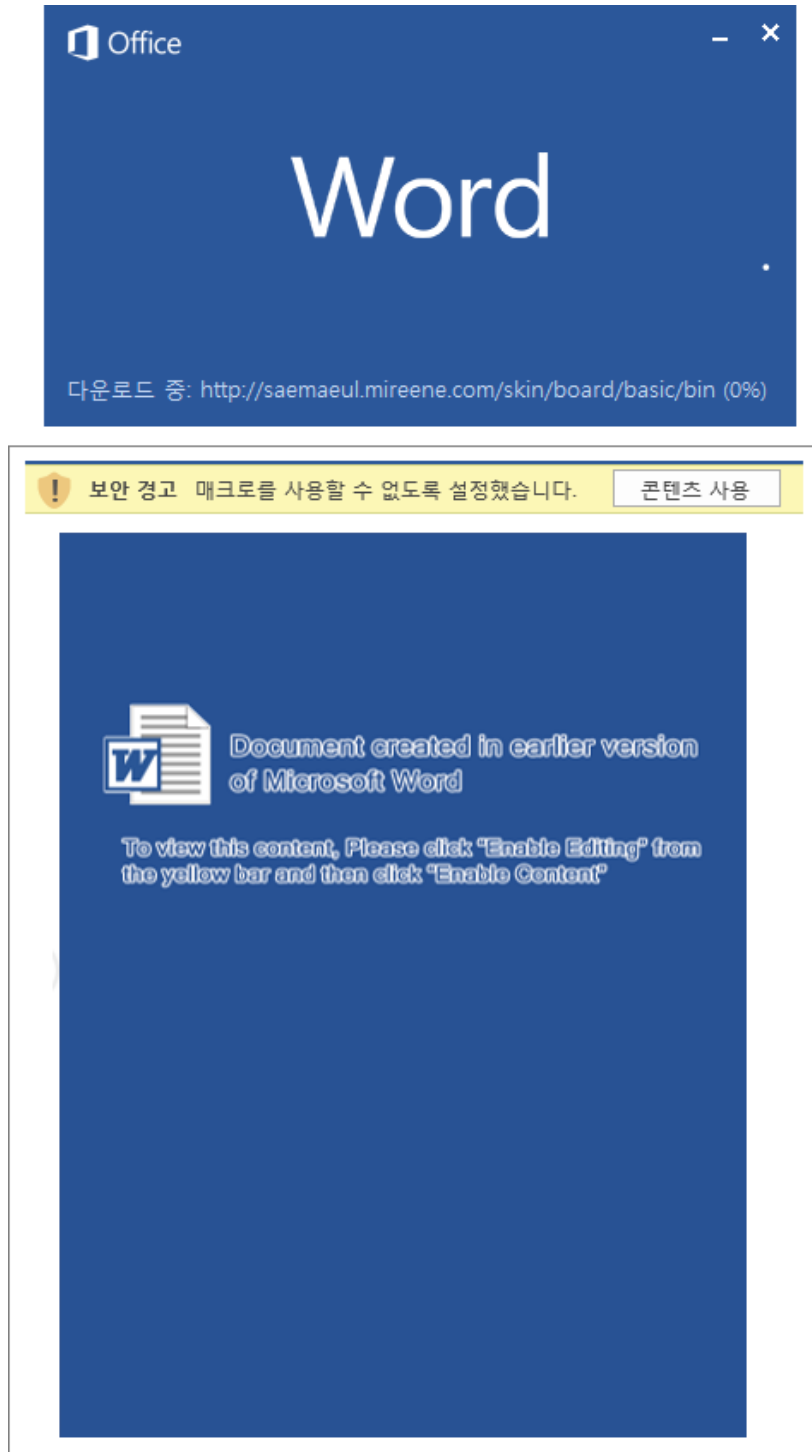 Office
Word
다운로드 중: http://saemaeul.mireene.com/skin/board/basic/bin (0%)
보안 경고 매크로를 사용할 수 없도록 설정했습니다. 콘텐츠 사용
W
Document created in earlier version
of Microsoft Word
To view this content, Please click "Enable Editing" from
the yellow bar and then click "Enable Content"